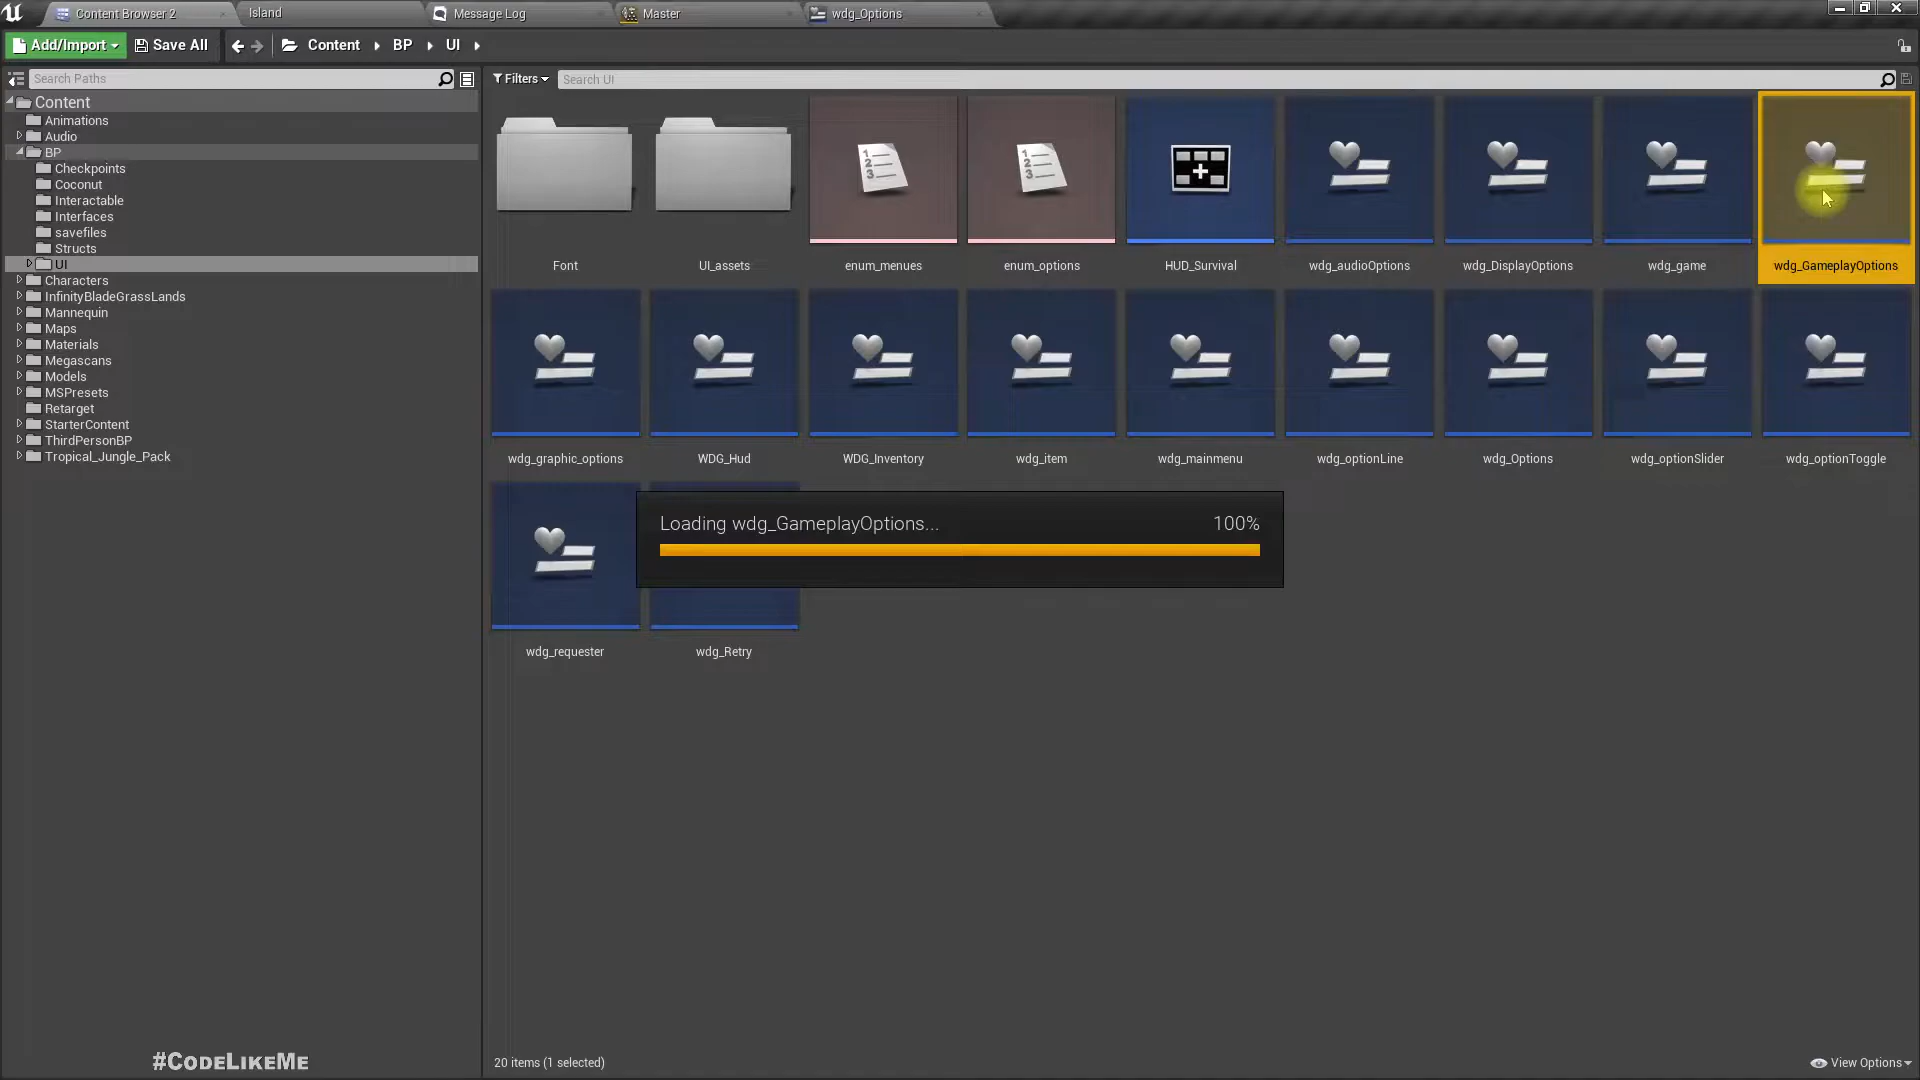 Content Browser 2
Island
Message Log
Master
wdg_Options
Add/Import
Save All
Content
BP
UI
Search Paths
Filters
Search UI
Content
Animations
Audio
BP
Checkpoints
Coconut
Interactable
Interfaces
savefiles
Structs
UI
Characters
InfinityBladeGrassLands
Mannequin
Maps
Materials
Megascans
Models
MSPresets
Retarget
StarterContent
ThirdPersonBP
Tropical_Jungle_Pack
Font
UI_assets
enum_menues
enum_options
HUD_Survival
wdg_audioOptions
wdg_DisplayOptions
wdg_game
wdg_GameplayOptions
wdg_graphic_options
WDG_Hud
WDG_Inventory
wdg_item
wdg_mainmenu
wdg_optionLine
wdg_Options
wdg_optionSlider
wdg_optionToggle
Loading wdg_GameplayOptions... 100%
wdg_requester
wdg_Retry
#CodeLikeMe
20 items (1 selected)
View Options